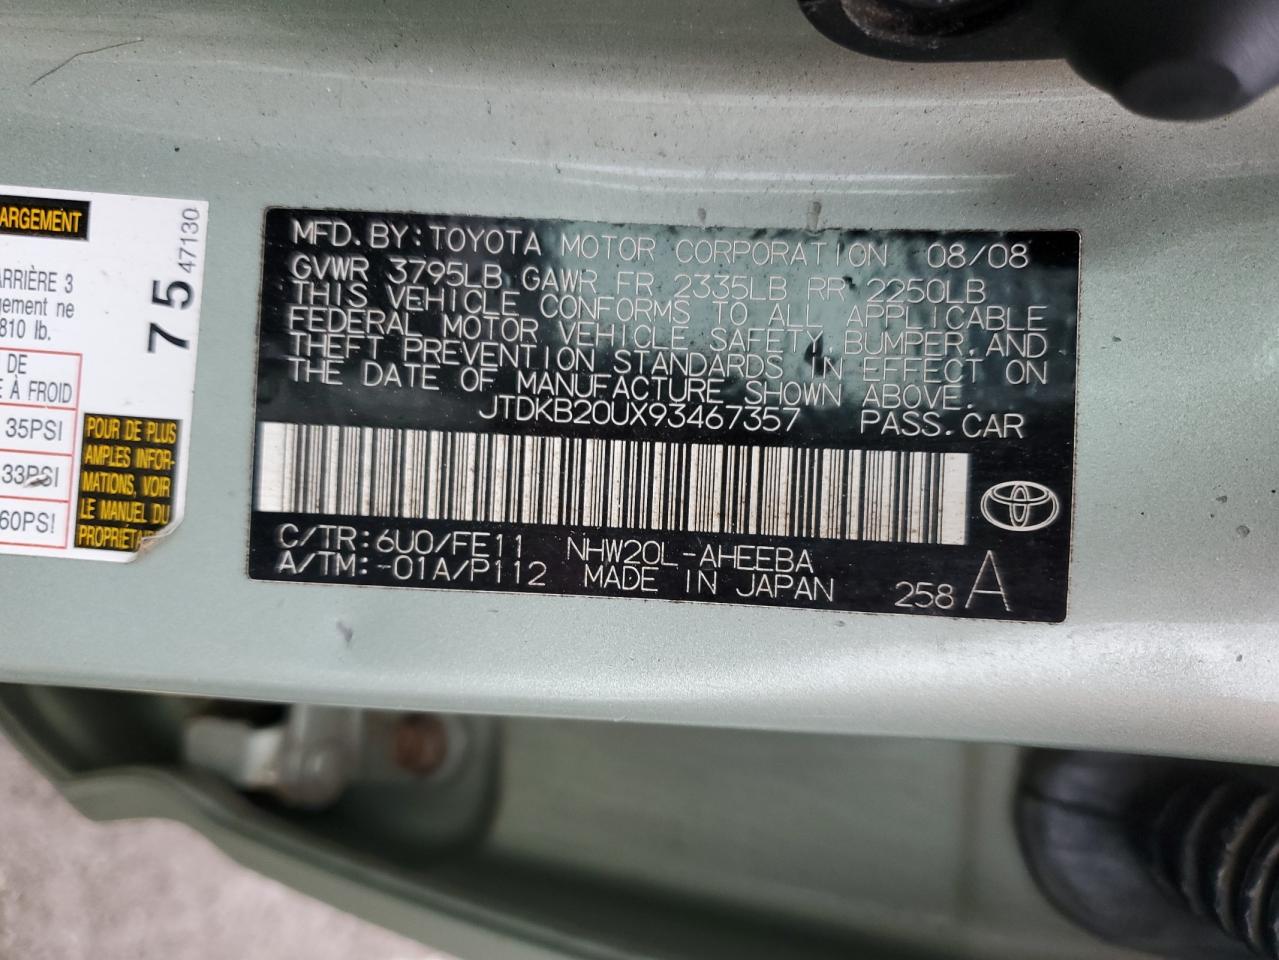 ARGEMENT
ARRIÈRE 3
gement ne
810 lb.
DE
E À FROID
35PSI
33PSI
60PSI
75
47130
POUR DE PLUS
AMPLES INFOR-
MATIONS, VOIR
LE MANUEL DU
PROPRIÉTAI
MFD. BY: TOYOTA MOTOR CORPORATION 08/08
GVWR 3795LB GAWR FR 2335LB RR 2250LB
THIS VEHICLE CONFORMS TO ALL APPLICABLE
FEDERAL MOTOR VEHICLE SAFETY, BUMPER, AND
THEFT PREVENTION STANDARDS IN EFFECT ON
THE DATE OF MANUFACTURE SHOWN ABOVE.
JTDKB20UX93467357 PASS. CAR
C/TR: 6U0/FE11 NHW20L-AHEEBA
A/TM: -01A/P112 MADE IN JAPAN 258 A